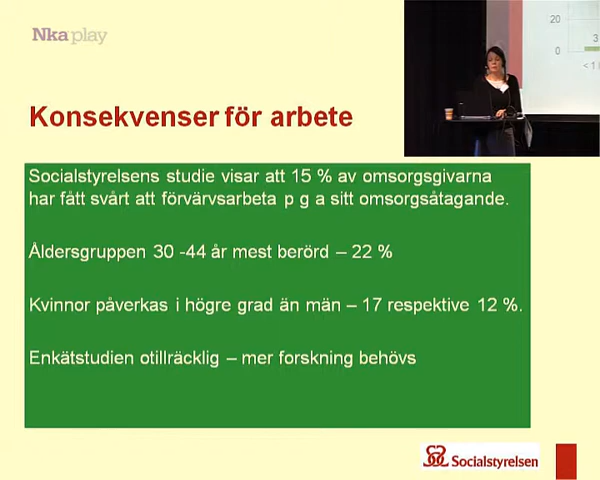 Nka play
20
3
0
< 1
Konsekvenser för arbete
Socialstyrelsens studie visar att 15 % av omsorgsgivarna
har fått svårt att förvärvsarbeta p g a sitt omsorgsåtagande.
Åldersgruppen 30 -44 år mest berörd – 22 %
Kvinnor påverkas i högre grad än män – 17 respektive 12 %.
Enkätstudien otillräcklig – mer forskning behövs
Socialstyrelsen